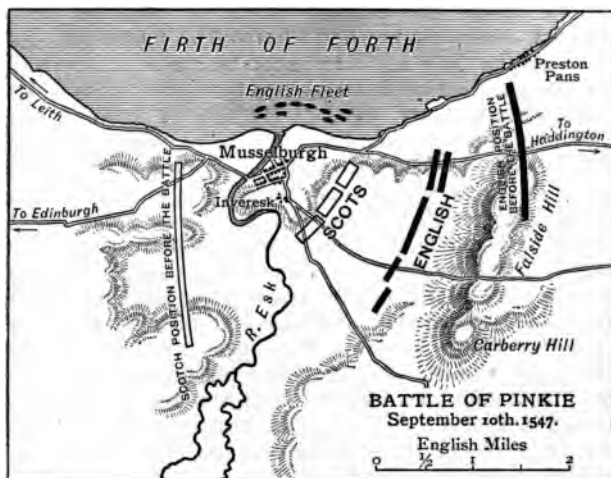 FIRTH OF FORTH
English Fleet
Preston
Pans
To Leith
To
Haddington
Musselburgh
Inveresk
To Edinburgh
SCOTCH POSITION BEFORE THE BATTLE
SCOTS
ENGLISH
ENGLISH POSITION
BEFORE THE BATTLE
Falside Hill
R. Esk
Carberry Hill
BATTLE OF PINKIE
September 10th. 1547.
English Miles
0 ½ 1 2